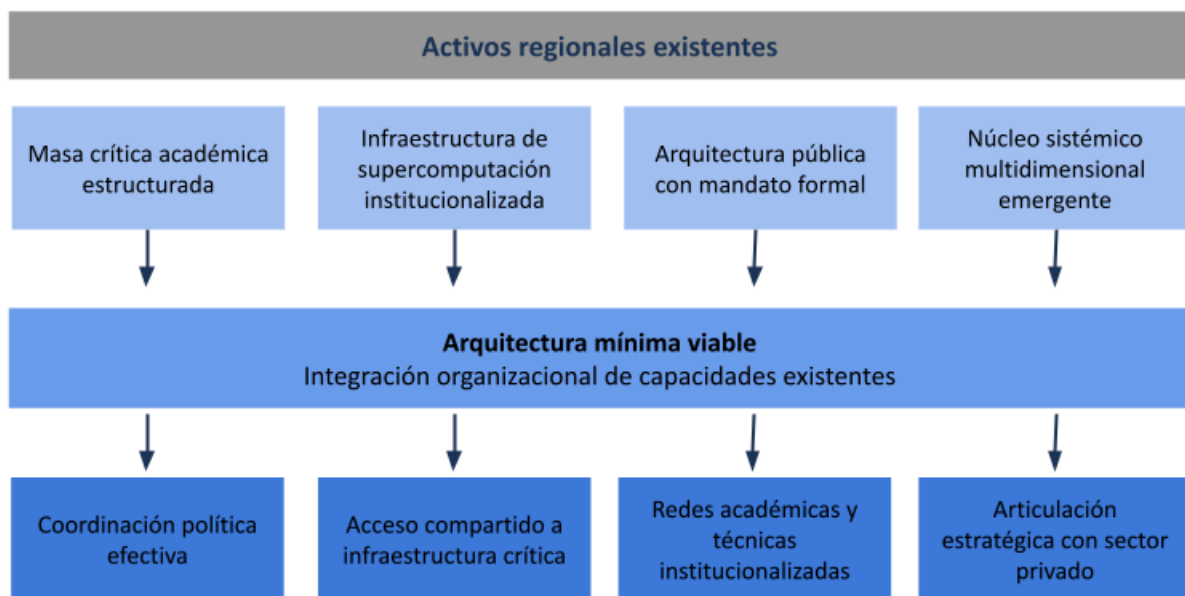 Activos regionales existentes
Masa crítica académica
estructurada
Infraestructura de
supercomputación
institucionalizada
Arquitectura pública
con mandato formal
Núcleo sistémico
multidimensional
emergente
Arquitectura mínima viable
Integración organizacional de capacidades existentes
Coordinación política
efectiva
Acceso compartido a
infraestructura crítica
Redes académicas y
técnicas
institucionalizadas
Articulación
estratégica con sector
privado